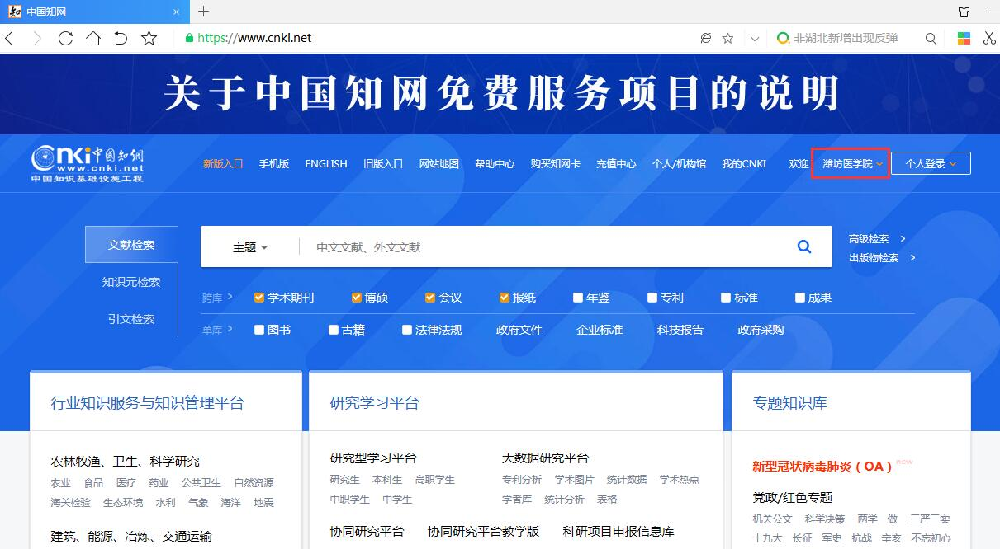 中国知网
https://www.cnki.net
非湖北新增出现反弹
关于中国知网免费服务项目的说明
cnki中国知网
www.cnki.net
中国知识基础设施工程
新版入口 手机版 ENGLISH 旧版入口 网站地图 帮助中心 购买知网卡 充值中心 个人/机构馆 我的CNKI 欢迎 潍坊医学院 个人登录
文献检索
主题 中文文献、外文文献
高级检索 >
出版物检索 >
知识元检索
引文检索
跨库 > 学术期刊 博硕 会议 报纸 年鉴 专利 标准 成果
单库 > 图书 古籍 法律法规 政府文件 企业标准 科技报告 政府采购
行业知识服务与知识管理平台
农林牧渔、卫生、科学研究
农业 食品 医疗 药业 公共卫生 自然资源
海关检验 生态环境 水利 气象 海洋 地震
建筑、能源、冶炼、交通运输
研究学习平台
研究型学习平台
研究生 本科生 高职学生
中职学生 中学生
大数据研究平台
专利分析 学术图片 统计数据 学术热点
学者库 统计分析 表格
协同研究平台 协同研究平台教学版 科研项目申报信息库
专题知识库
新型冠状病毒肺炎（OA）new
党政/红色专题
机关公文 科学决策 两学一做 三严三实
十九大 长征 军史 抗战 辛亥 不忘初心